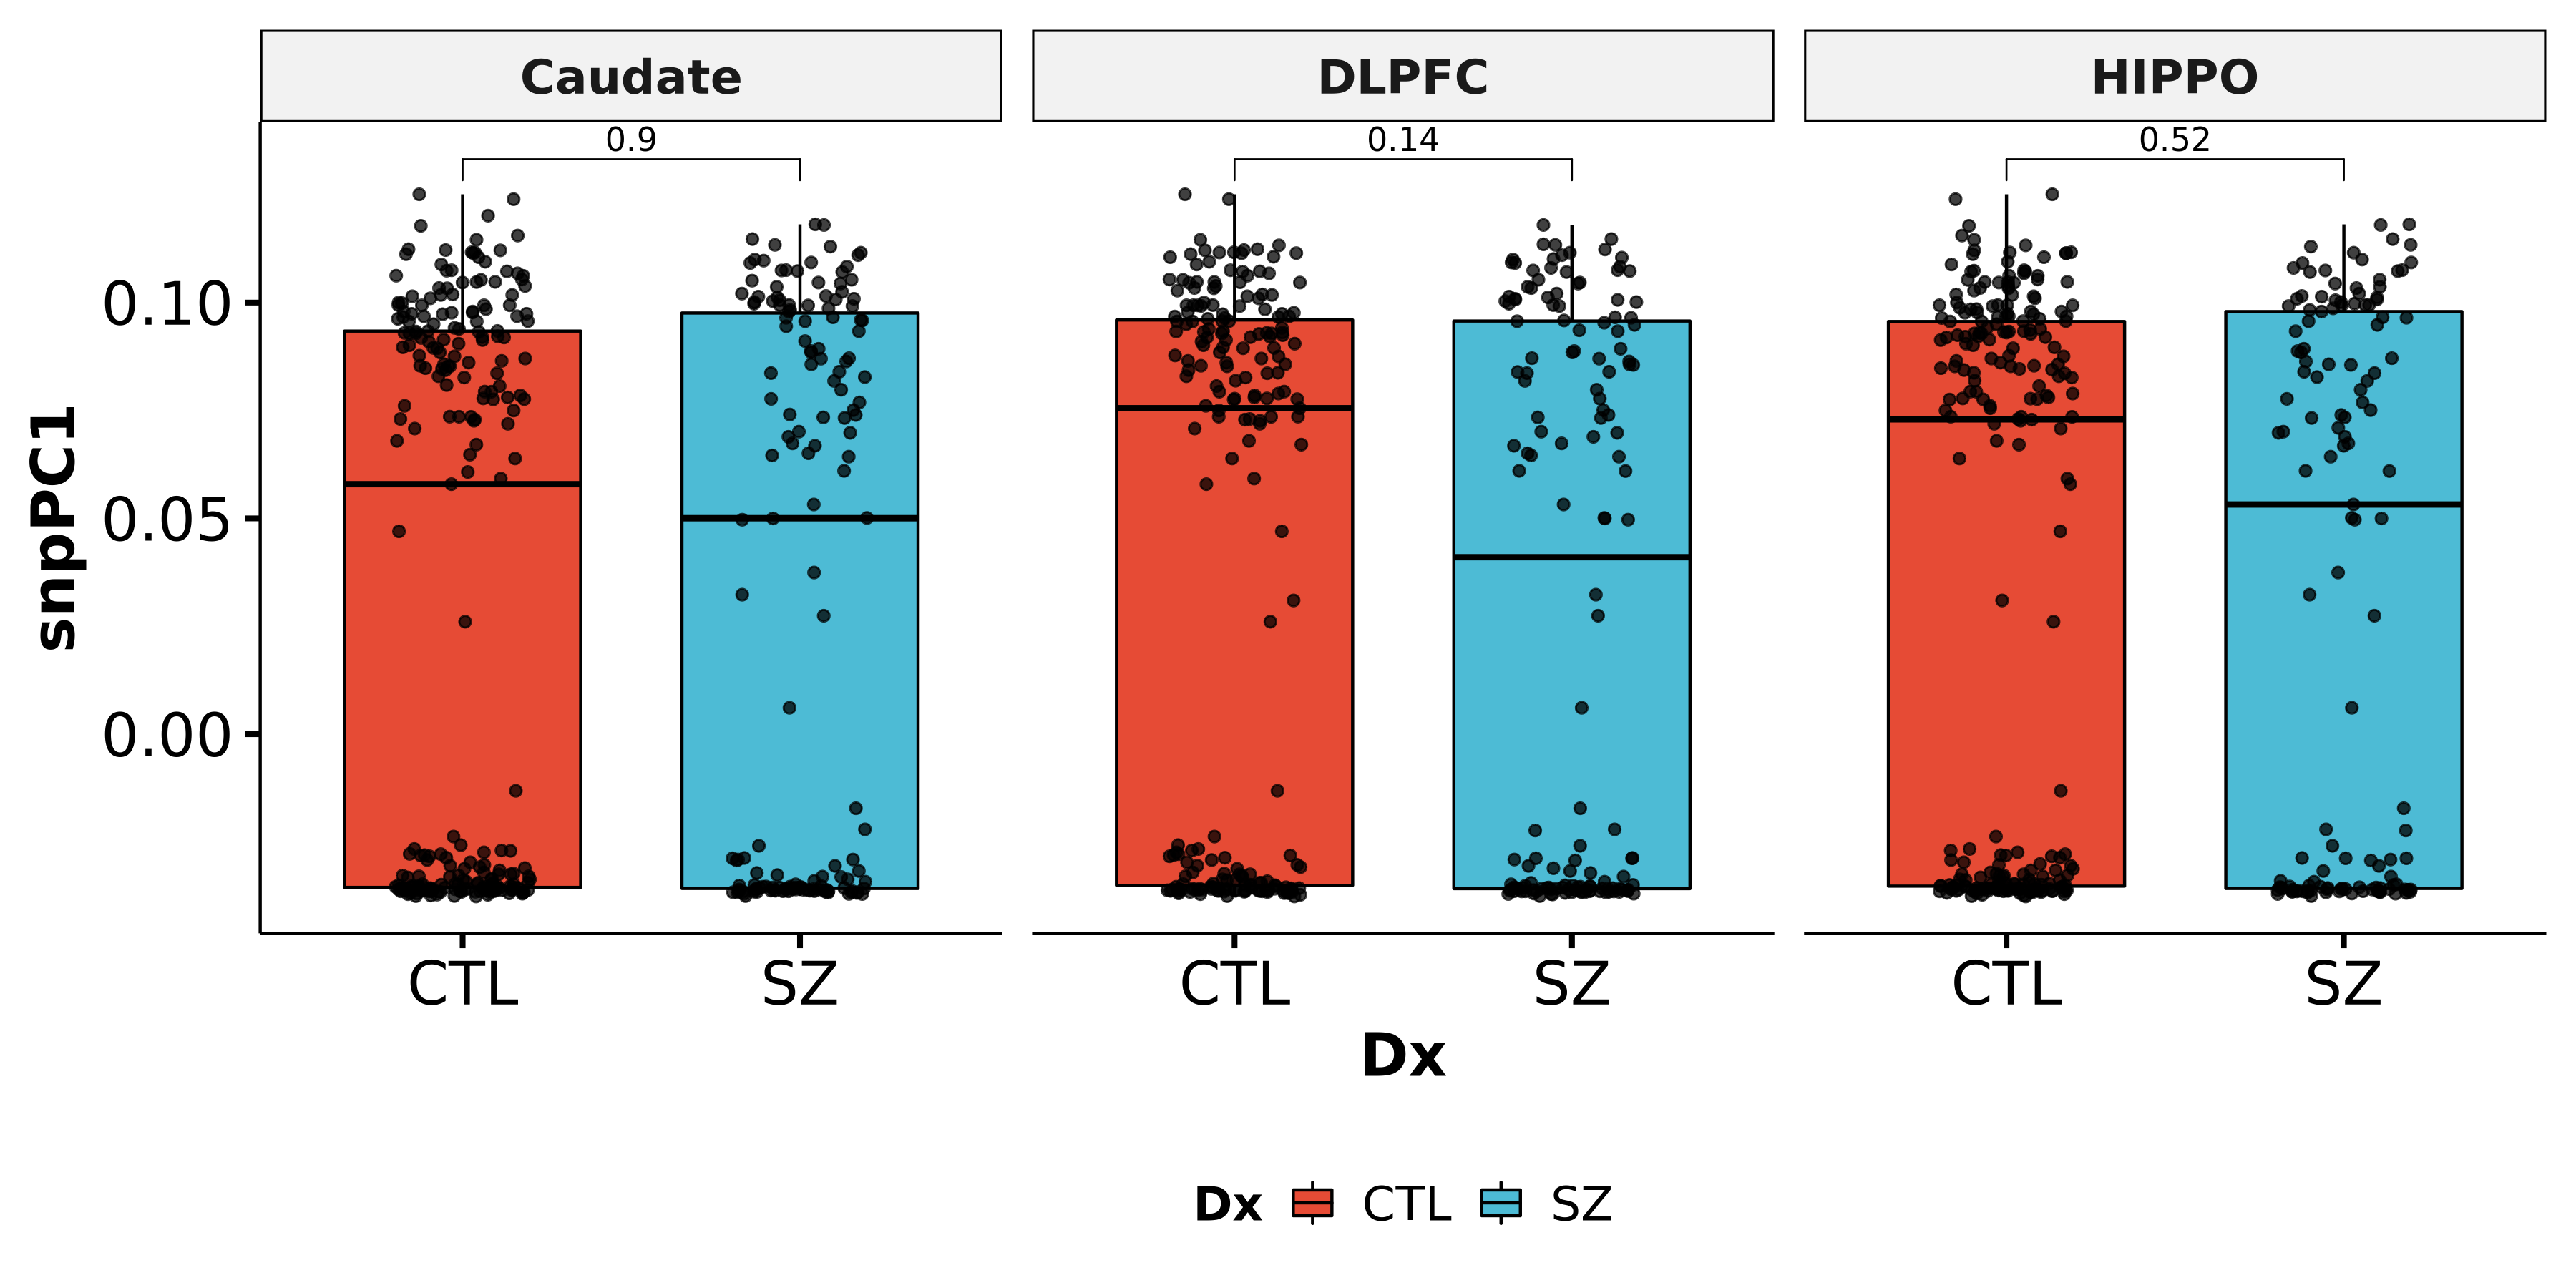 Caudate DLPFC HIPPO
0.9 0.14 0.52
0.10
0.05
0.00
snpPC1
CTL SZ CTL SZ CTL SZ
Dx
Dx CTL SZ